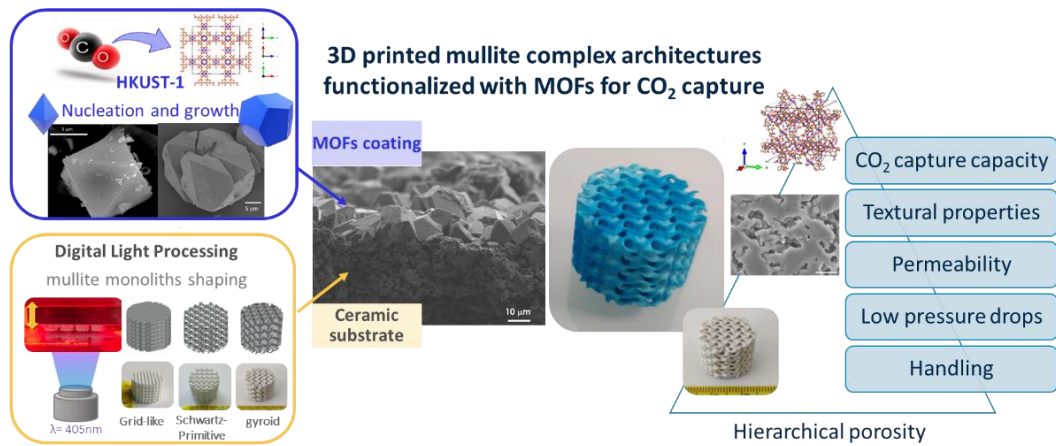 O
C
O
HKUST-1
Nucleation and growth
5 μm
5 μm
Digital Light Processing
mullite monoliths shaping
λ= 405nm
Grid-like
Schwartz-
Primitive
gyroid
3D printed mullite complex architectures
functionalized with MOFs for CO₂ capture
MOFs coating
Ceramic
substrate
10 μm
CO₂ capture capacity
Textural properties
Permeability
Low pressure drops
Handling
Hierarchical porosity